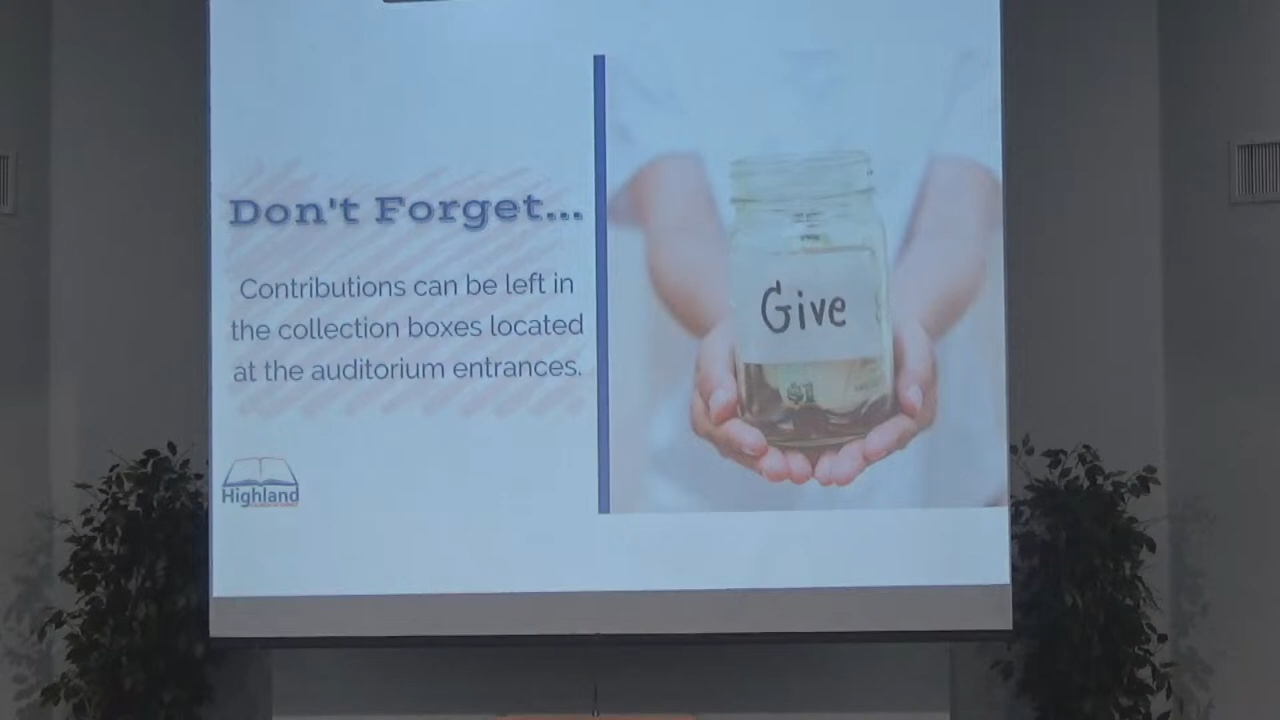 Don't Forget...
Contributions can be left in
the collection boxes located
at the auditorium entrances.
Highland
Give
$1